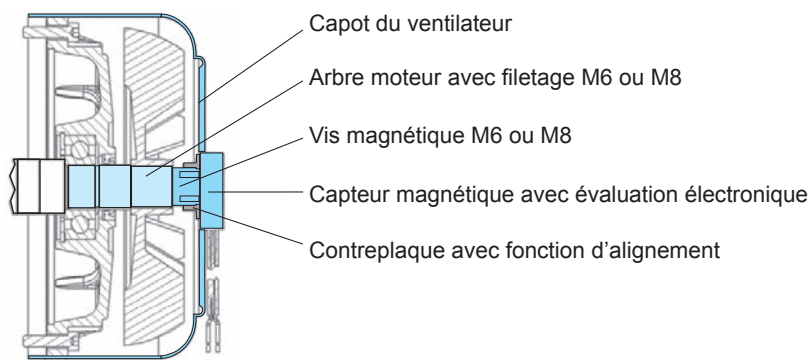 Capot du ventilateur
Arbre moteur avec filetage M6 ou M8
Vis magnétique M6 ou M8
Capteur magnétique avec évaluation électronique
Contreplaque avec fonction d'alignement